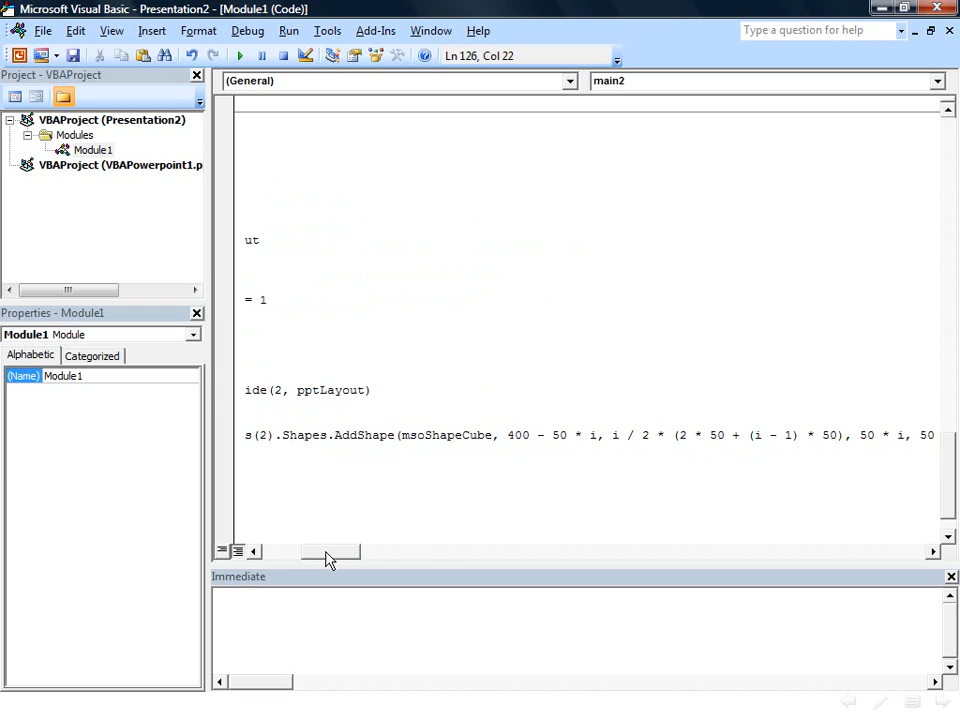 Microsoft Visual Basic - Presentation2 - [Module1 (Code)]
File Edit View Insert Format Debug Run Tools Add-Ins Window Help
Type a question for help
Ln 126, Col 22
Project - VBAProject
(General)
main2
VBAProject (Presentation2)
Modules
Module1
VBAProject (VBAPowerpoint1.p
ut
= 1
ide(2, pptLayout)
s(2).Shapes.AddShape(msoShapeCube, 400 - 50 * i, i / 2 * (2 * 50 + (i - 1) * 50), 50 * i, 50
Properties - Module1
Module1 Module
Alphabetic Categorized
(Name) Module1
Immediate